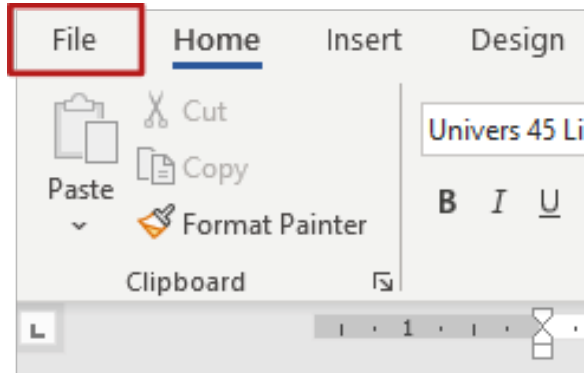 File Home Insert Design
Cut
Univers 45 Li
Copy
Paste
B I U
Format Painter
Clipboard
L 1